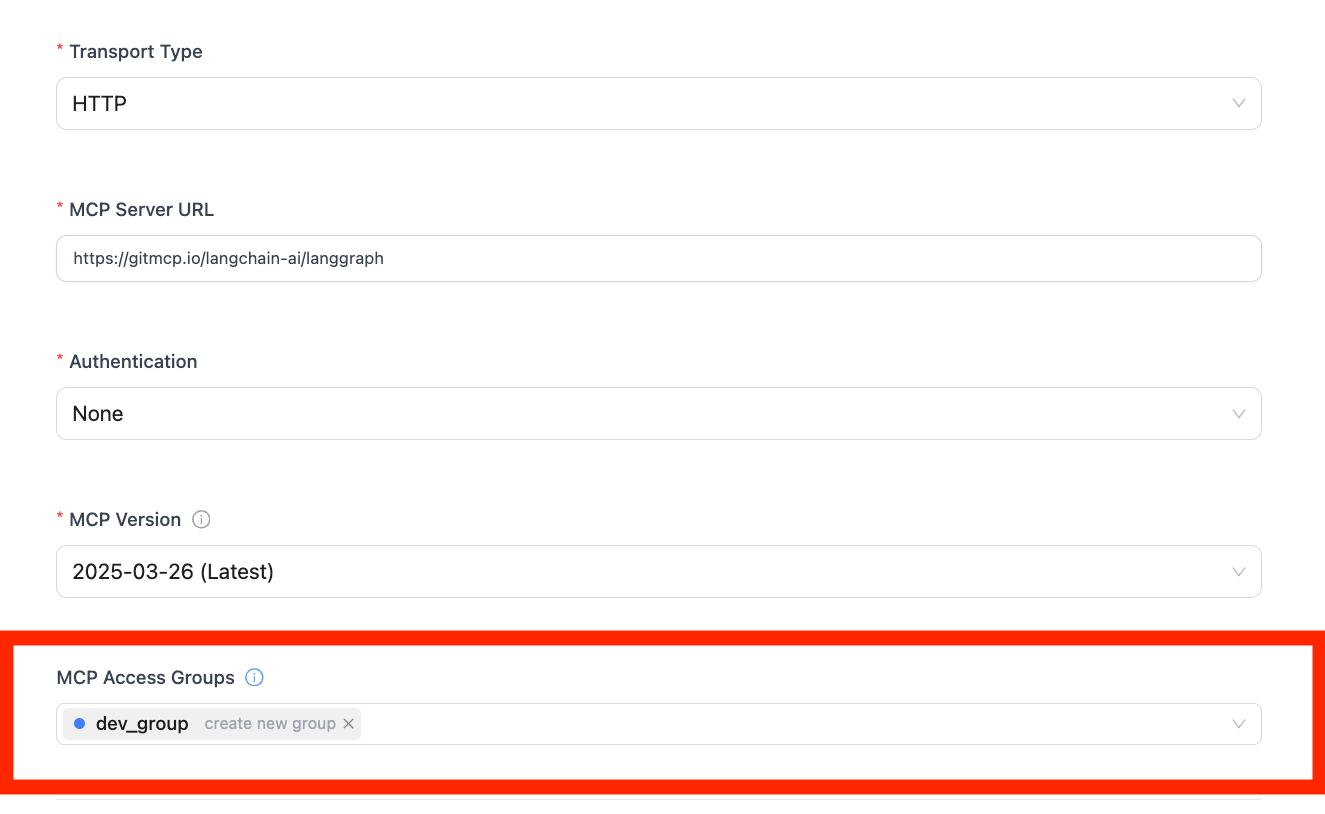 * Transport Type
HTTP
* MCP Server URL
https://gitmcp.io/langchain-ai/langgraph
* Authentication
None
* MCP Version
2025-03-26 (Latest)
MCP Access Groups
dev_group create new group